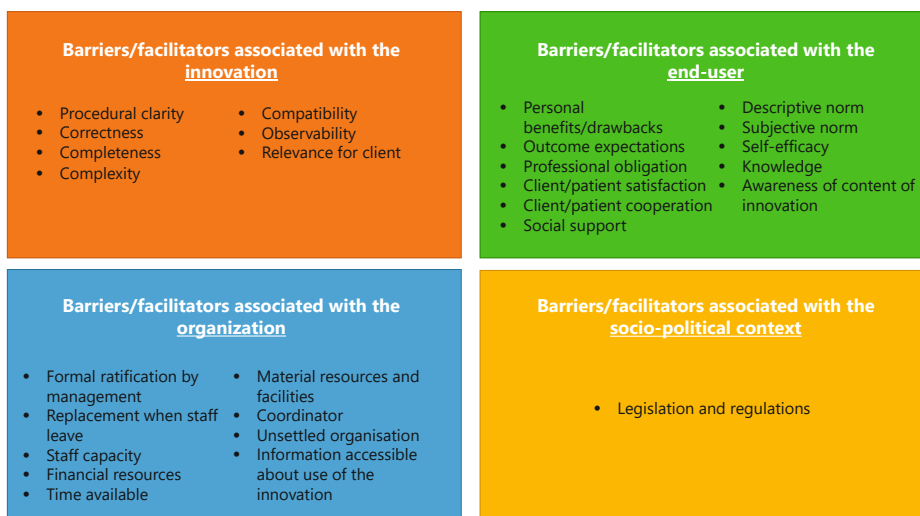 Barriers/facilitators associated with the
innovation
• Procedural clarity
• Correctness
• Completeness
• Complexity
• Compatibility
• Observability
• Relevance for client
Barriers/facilitators associated with the
end-user
• Personal
benefits/drawbacks
• Outcome expectations
• Professional obligation
• Client/patient satisfaction
• Client/patient cooperation
• Social support
• Descriptive norm
• Subjective norm
• Self-efficacy
• Knowledge
• Awareness of content of
innovation
Barriers/facilitators associated with the
organization
• Formal ratification by
management
• Replacement when staff
leave
• Staff capacity
• Financial resources
• Time available
• Material resources and
facilities
• Coordinator
• Unsettled organisation
• Information accessible
about use of the
innovation
Barriers/facilitators associated with the
socio-political context
• Legislation and regulations